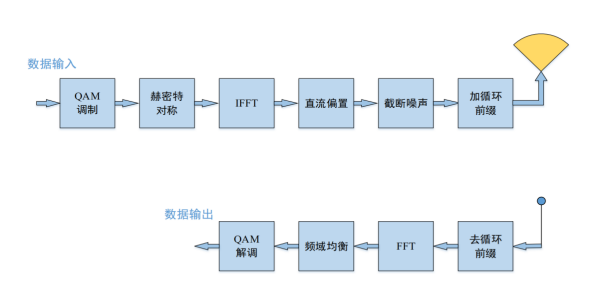 数据输入
QAM
调制
赫密特
对称
IFFT
直流偏置
截断噪声
加循环
前缀
数据输出
QAM
解调
频域均衡
FFT
去循环
前缀